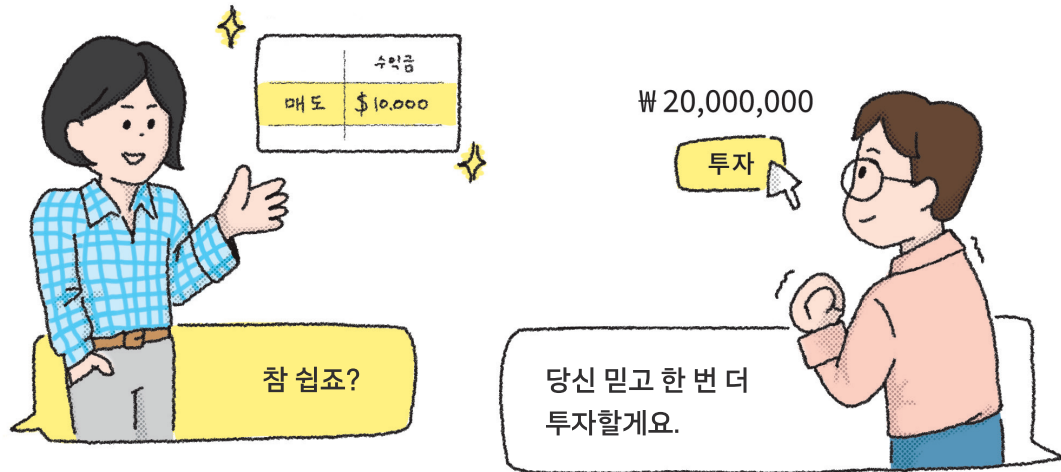 수익금
매도 $10.000
₩ 20,000,000
투자
참 쉽죠?
당신 믿고 한 번 더
투자할게요.